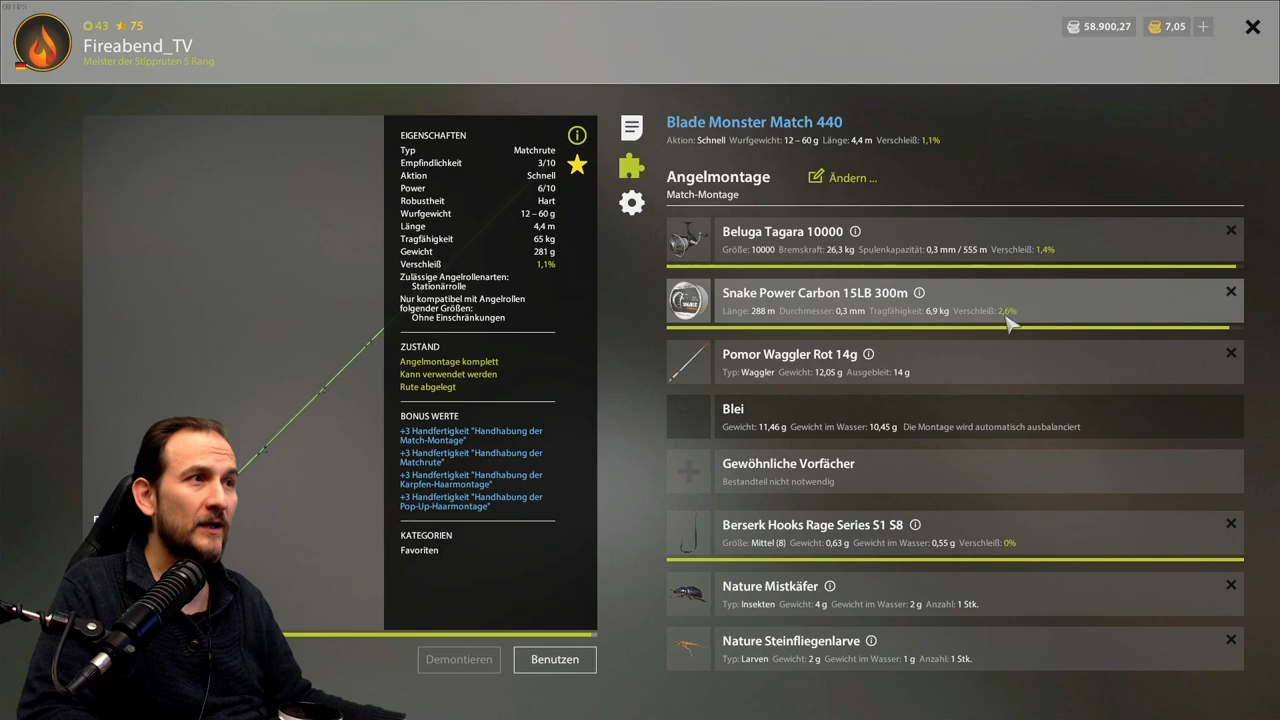 43 75
Fireabend_TV
Meister der Stippruten 5 Rang
58.900,27
7,05
EIGENSCHAFTEN
Typ Matchrute
Empfindlichkeit 3/10
Aktion Schnell
Power 6/10
Robustheit Hart
Wurfgewicht 12 – 60 g
Länge 4,4 m
Tragfähigkeit 65 kg
Gewicht 281 g
Verschleiß 1,1%
Zulässige Angelrollenarten:
Stationärrolle
Nur kompatibel mit Angelrollen
folgender Größen:
Ohne Einschränkungen
ZUSTAND
Angelmontage komplett
Kann verwendet werden
Rute abgelegt
BONUS WERTE
+3 Handfertigkeit "Handhabung der
Match-Montage"
+3 Handfertigkeit "Handhabung der
Matchrute"
+3 Handfertigkeit "Handhabung der
Karpfen-Haarmontage"
+3 Handfertigkeit "Handhabung der
Pop-Up-Haarmontage"
KATEGORIEN
Favoriten
Demontieren
Benutzen
Blade Monster Match 440
Aktion: Schnell Wurfgewicht: 12 – 60 g Länge: 4,4 m Verschleiß: 1,1%
Angelmontage
Ändern ...
Match-Montage
Beluga Tagara 10000
Größe: 10000 Bremskraft: 26,3 kg Spulenkapazität: 0,3 mm / 555 m Verschleiß: 1,4%
Snake Power Carbon 15LB 300m
Länge: 288 m Durchmesser: 0,3 mm Tragfähigkeit: 6,9 kg Verschleiß: 2,6%
Pomor Waggler Rot 14g
Typ: Waggler Gewicht: 12,05 g Ausgebleit: 14 g
Blei
Gewicht: 11,46 g Gewicht im Wasser: 10,45 g Die Montage wird automatisch ausbalanciert
Gewöhnliche Vorfächer
Bestandteil nicht notwendig
Berserk Hooks Rage Series S1 S8
Größe: Mittel (8) Gewicht: 0,63 g Gewicht im Wasser: 0,55 g Verschleiß: 0%
Nature Mistkäfer
Typ: Insekten Gewicht: 4 g Gewicht im Wasser: 2 g Anzahl: 1 Stk.
Nature Steinfliegenlarve
Typ: Larven Gewicht: 2 g Gewicht im Wasser: 1 g Anzahl: 1 Stk.